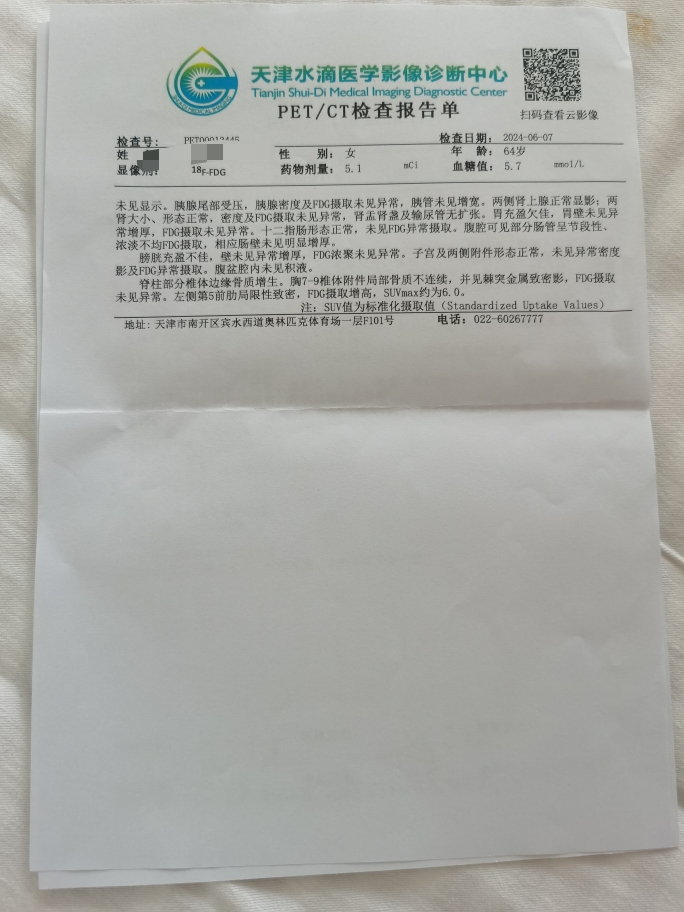 天津水滴医学影像诊断中心
Tianjin Shui-Di Medical Imaging Diagnostic Center
PET/CT检查报告单
扫码查看云影像
检查号: 检查日期: 2024-06-07
姓 性 别: 女 年 龄: 64岁
显像剂: 18F-FDG 药物剂量: 5.1 mCi 血糖值: 5.7 mmol/L
未见显示。胰腺尾部受压,胰腺密度及FDG摄取未见异常,胰管未见增宽。两侧肾上腺正常显影;两
肾大小、形态正常,密度及FDG摄取未见异常,肾盂肾盏及输尿管无扩张。胃充盈欠佳,胃壁未见异
常增厚,FDG摄取未见异常。十二指肠形态正常,未见FDG异常摄取。腹腔可见部分肠管呈节段性、
浓淡不均FDG摄取,相应肠壁未见明显增厚。
膀胱充盈不佳,壁未见异常增厚,FDG浓聚未见异常。子宫及两侧附件形态正常,未见异常密度
影及FDG异常摄取。腹盆腔内未见积液。
脊柱部分椎体边缘骨质增生。胸7-9椎体附件局部骨质不连续,并见棘突金属致密影,FDG摄取
未见异常。左侧第5前肋局限性致密,FDG摄取增高,SUVmax约为6.0。
注: SUV值为标准化摄取值(Standardized Uptake Values)
地址: 天津市南开区宾水西道奥林匹克体育场一层F101号 电话: 022-60267777